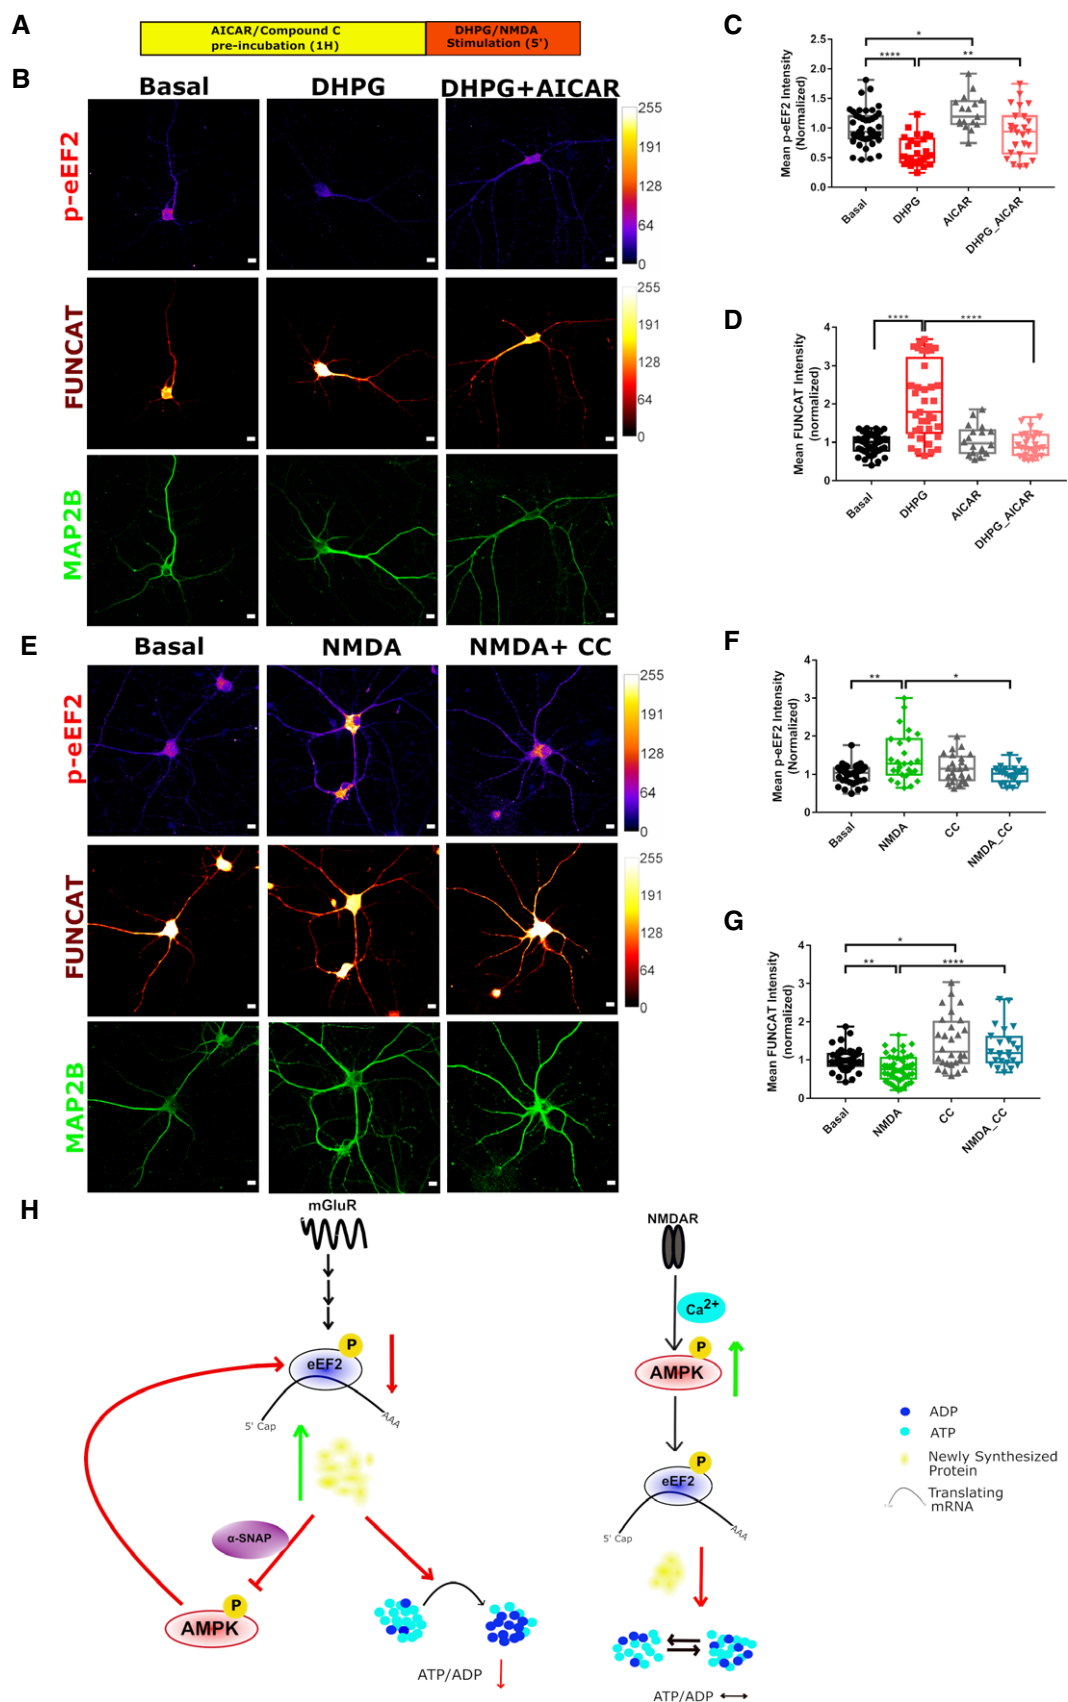 A
AICAR/Compound C
pre-incubation (1H)
DHPG/NMDA
Stimulation (5')
B
Basal
DHPG
DHPG+AICAR
p-eEF2
255
191
128
64
0
FUNCAT
255
191
128
64
0
MAP2B
C
Mean p-eEF2 Intensity
(Normalized)
2.5
2.0
1.5
1.0
0.5
0.0
*
****
**
Basal
DHPG
AICAR
DHPG_AICAR
D
Mean FUNCAT Intensity
(normalized)
4
3
2
1
0
****
****
Basal
DHPG
AICAR
DHPG_AICAR
E
Basal
NMDA
NMDA+ CC
p-eEF2
255
191
128
64
0
FUNCAT
255
191
128
64
0
MAP2B
F
Mean p-eEF2 Intensity
(Normalized)
4
3
2
1
0
**
*
Basal
NMDA
CC
NMDA_CC
G
Mean FUNCAT Intensity
(normalized)
4
3
2
1
0
*
**
****
Basal
NMDA
CC
NMDA_CC
H
mGluR
P
eEF2
5' Cap
AAA
α-SNAP
P
AMPK
ATP/ADP
NMDAR
Ca2+
P
AMPK
P
eEF2
5' Cap
AAA
ATP/ADP
ADP
ATP
Newly Synthesized
Protein
Translating
mRNA